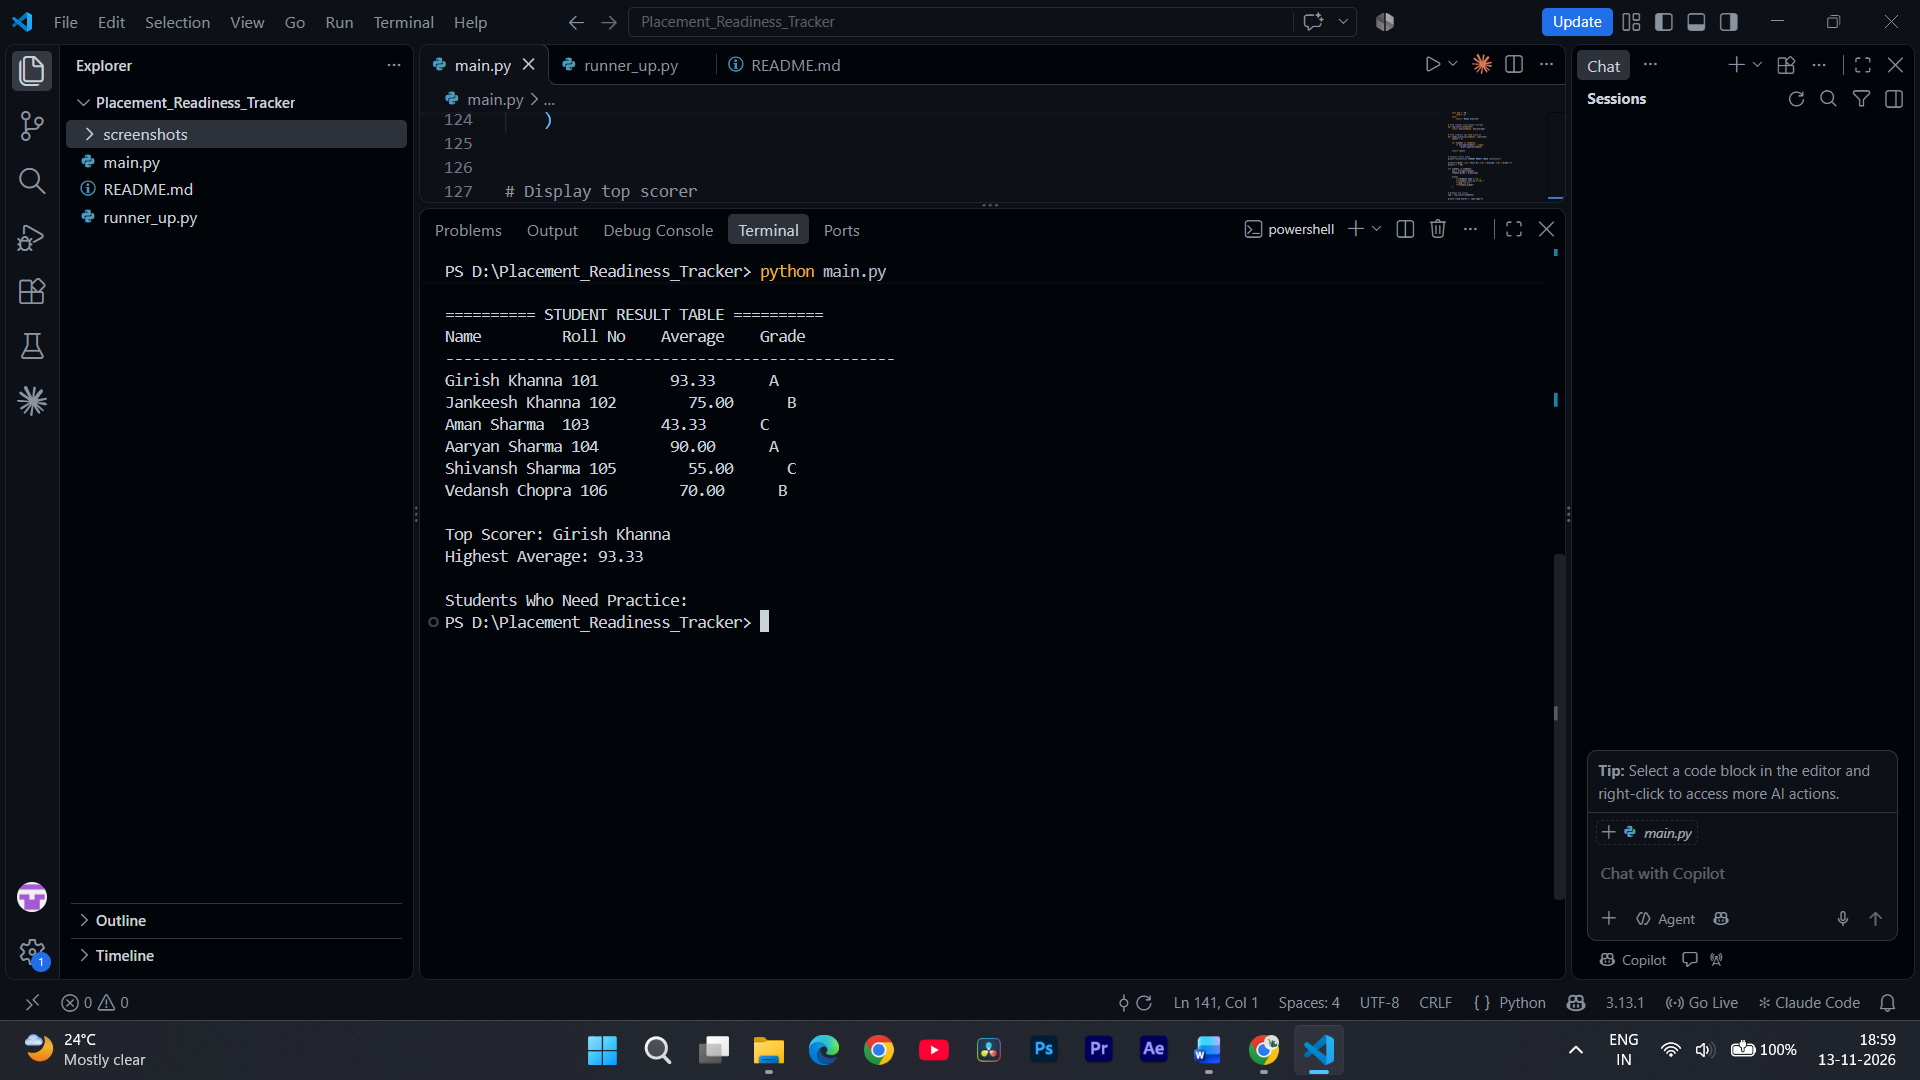 File Edit Selection View Go Run Terminal Help
Placement_Readiness_Tracker
Update
Explorer
Placement_Readiness_Tracker
screenshots
main.py
README.md
runner_up.py
Outline
Timeline
main.py
runner_up.py
README.md
main.py > ...
124 )
125
126
127 # Display top scorer
Problems Output Debug Console Terminal Ports
powershell
PS D:\Placement_Readiness_Tracker> python main.py
========== STUDENT RESULT TABLE ==========
Name Roll No Average Grade
--------------------------------------------------
Girish Khanna 101 93.33 A
Jankeesh Khanna 102 75.00 B
Aman Sharma 103 43.33 C
Aaryan Sharma 104 90.00 A
Shivansh Sharma 105 55.00 C
Vedansh Chopra 106 70.00 B
Top Scorer: Girish Khanna
Highest Average: 93.33
Students Who Need Practice:
PS D:\Placement_Readiness_Tracker>
Chat
Sessions
Tip: Select a code block in the editor and
right-click to access more AI actions.
main.py
Chat with Copilot
Agent
Copilot
1
0 0
Ln 141, Col 1 Spaces: 4 UTF-8 CRLF { } Python 3.13.1 Go Live Claude Code
24°C
Mostly clear
Ps
Pr
Ae
W
ENG
IN
100%
18:59
13-11-2026